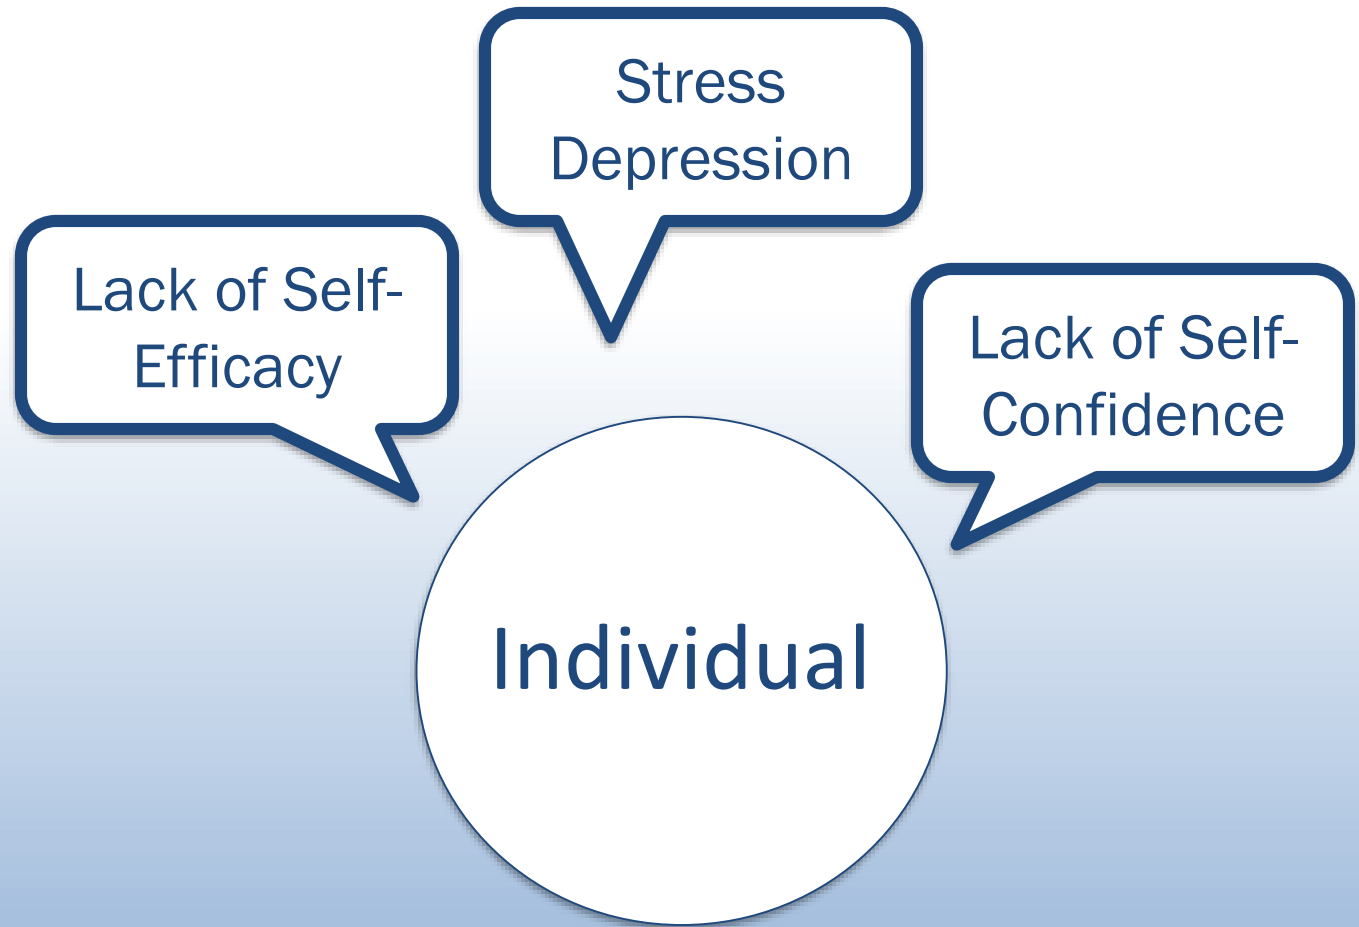 Stress
Depression
Lack of Self-
Efficacy
Lack of Self-
Confidence
Individual